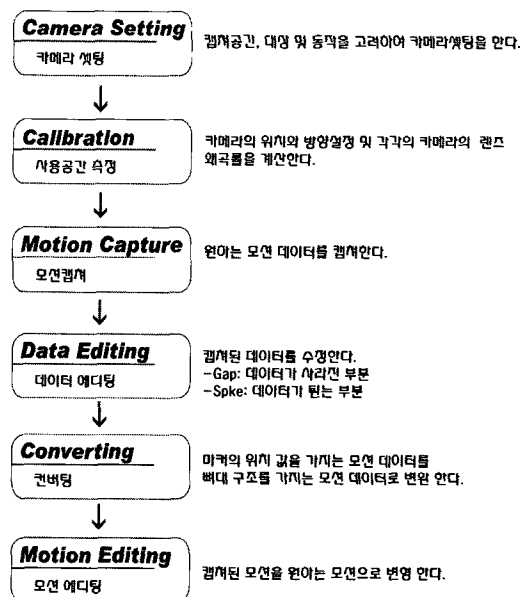 Camera Setting
카메라 셋팅
캡쳐공간, 대상 및 동작을 고려하여 카메라셋팅을 한다.
Calibration
사용공간 측정
카메라의 위치와 방향설정 및 각각의 카메라의 렌즈
왜곡률을 계산한다.
Motion Capture
모션캡쳐
원하는 모션 데이터를 캡쳐한다.
Data Editing
데이터 에디팅
캡쳐된 데이터를 수정한다.
-Gap: 데이터가 사라진 부분
-Spke: 데이터가 튄는 부분
Converting
컨버팅
마커의 위치 값을 가지는 모션 데이터를
뼈대 구조를 가지는 모션 데이터로 변환 한다.
Motion Editing
모션 에디팅
캡쳐된 모션을 원하는 모션으로 변형 한다.